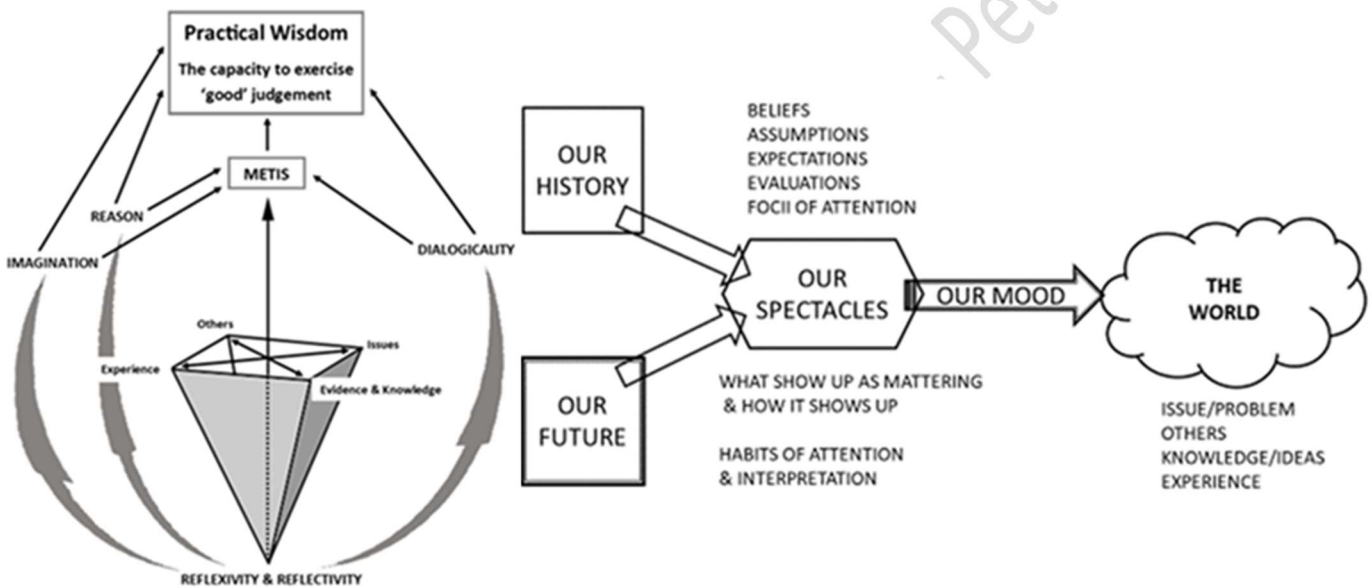 Practical Wisdom
The capacity to exercise
'good' judgement
METIS
REASON
IMAGINATION
DIALOGICALITY
Others
Issues
Experience
Evidence & Knowledge
REFLEXIVITY & REFLECTIVITY
OUR
HISTORY
OUR
FUTURE
BELIEFS
ASSUMPTIONS
EXPECTATIONS
EVALUATIONS
FOCII OF ATTENTION
OUR
SPECTACLES
WHAT SHOW UP AS MATTERING
& HOW IT SHOWS UP
HABITS OF ATTENTION
& INTERPRETATION
OUR MOOD
THE
WORLD
ISSUE/PROBLEM
OTHERS
KNOWLEDGE/IDEAS
EXPERIENCE